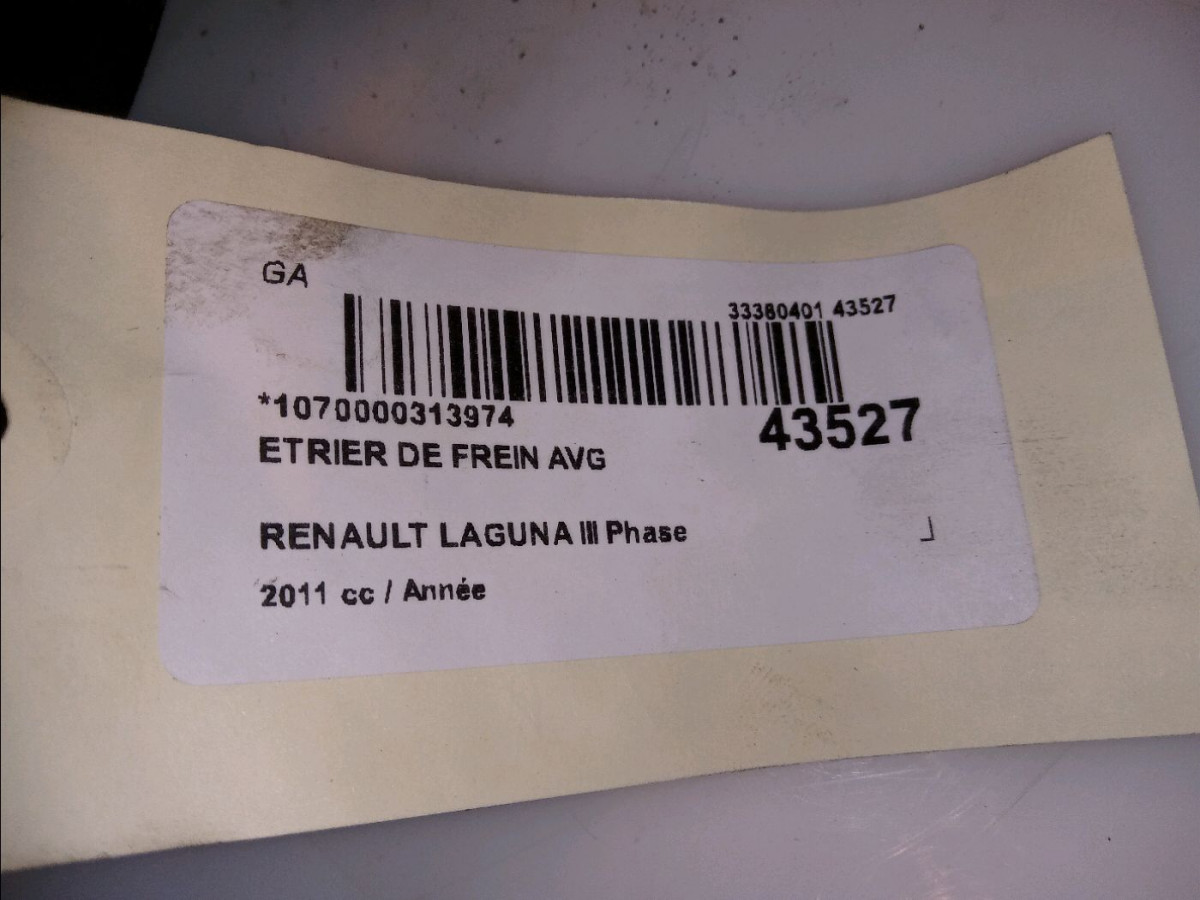 GA
33380401 43527
*1070000313974
43527
ETRIER DE FREIN AVG
RENAULT LAGUNA III Phase
2011 cc / Année